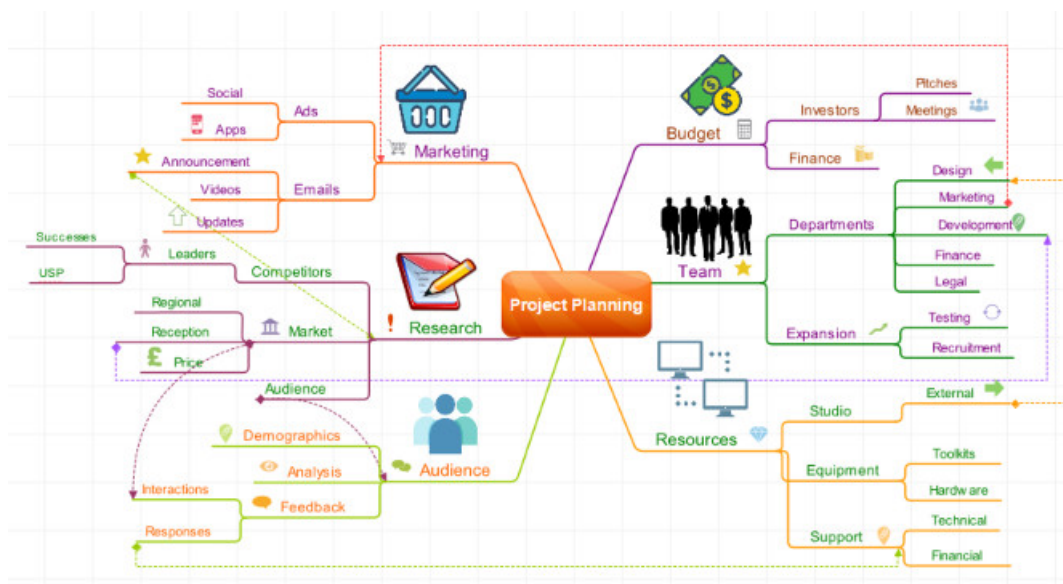 Project Planning
Marketing
Ads
Social
Apps
Emails
Announcement
Videos
Updates
Research
Competitors
Leaders
Successes
USP
Market
Regional
Reception
Price
Audience
Audience
Demographics
Analysis
Feedback
Interactions
Responses
Budget
Investors
Pitches
Meetings
Finance
Team
Departments
Design
Marketing
Development
Finance
Legal
Expansion
Testing
Recruitment
Resources
Studio
External
Equipment
Toolkits
Hardware
Support
Technical
Financial